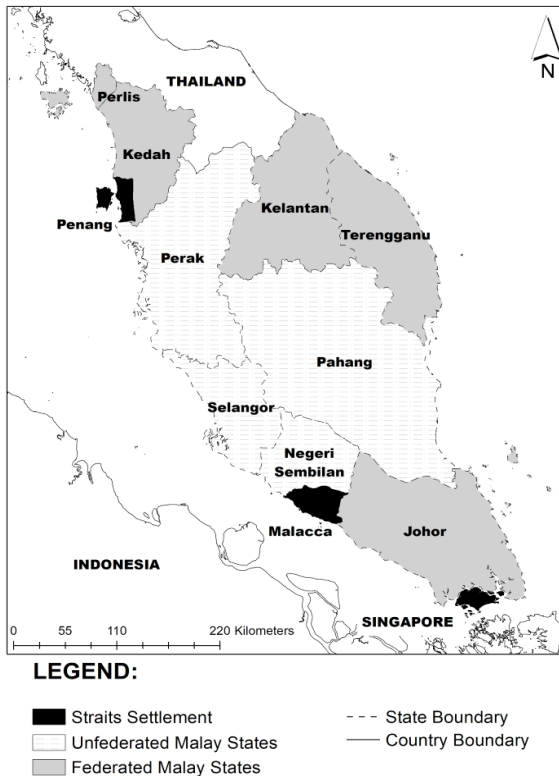 THAILAND
N
Perlis
Kedah
Penang
Kelantan
Terengganu
Perak
Pahang
Selangor
Negeri
Sembilan
Malacca
Johor
INDONESIA
SINGAPORE
0 55 110 220 Kilometers
LEGEND:
Straits Settlement
Unfederated Malay States
Federated Malay States
State Boundary
Country Boundary